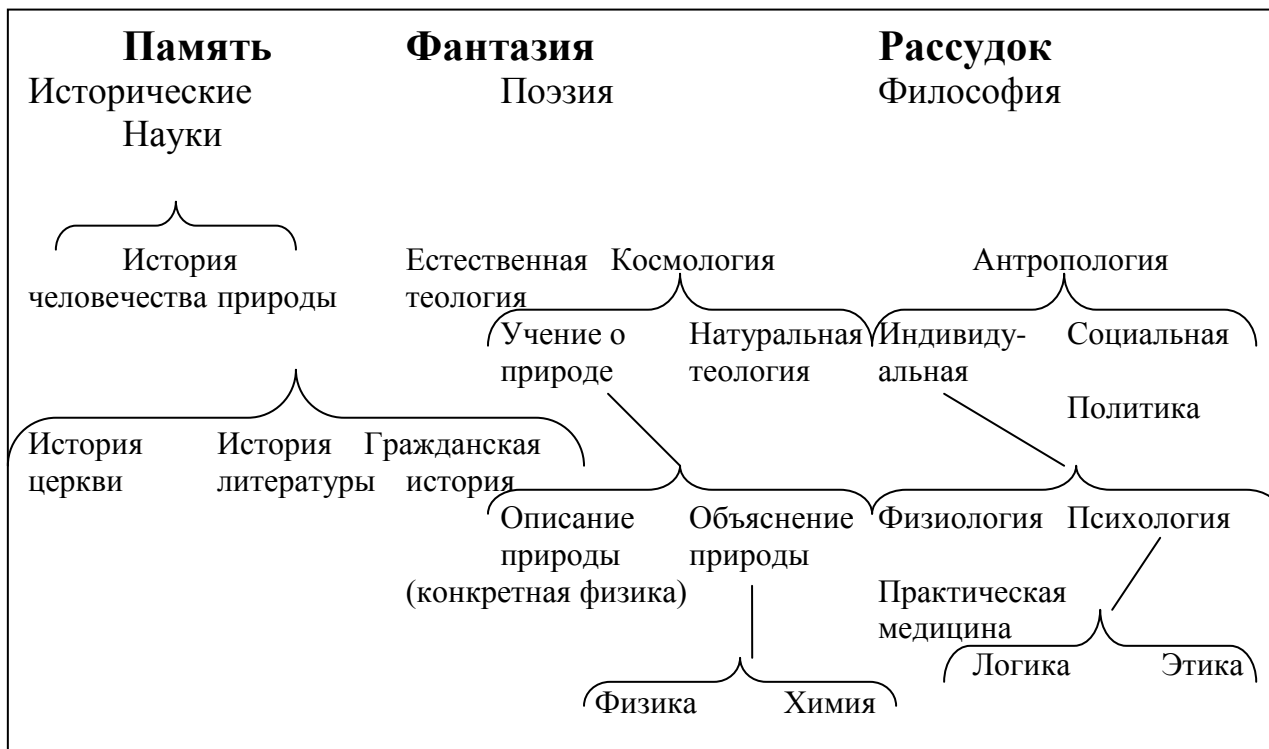 Память Фантазия Рассудок
Исторические Поэзия Философия
Науки
История Естественная Космология Антропология
человечества природы теология
Учение о Натуральная Индивиду- Социальная
природе теология альная
Политика
История История Гражданская
церкви литературы история
Описание Объяснение Физиология Психология
природы природы
(конкретная физика) Практическая
медицина
Логика Этика
Физика Химия